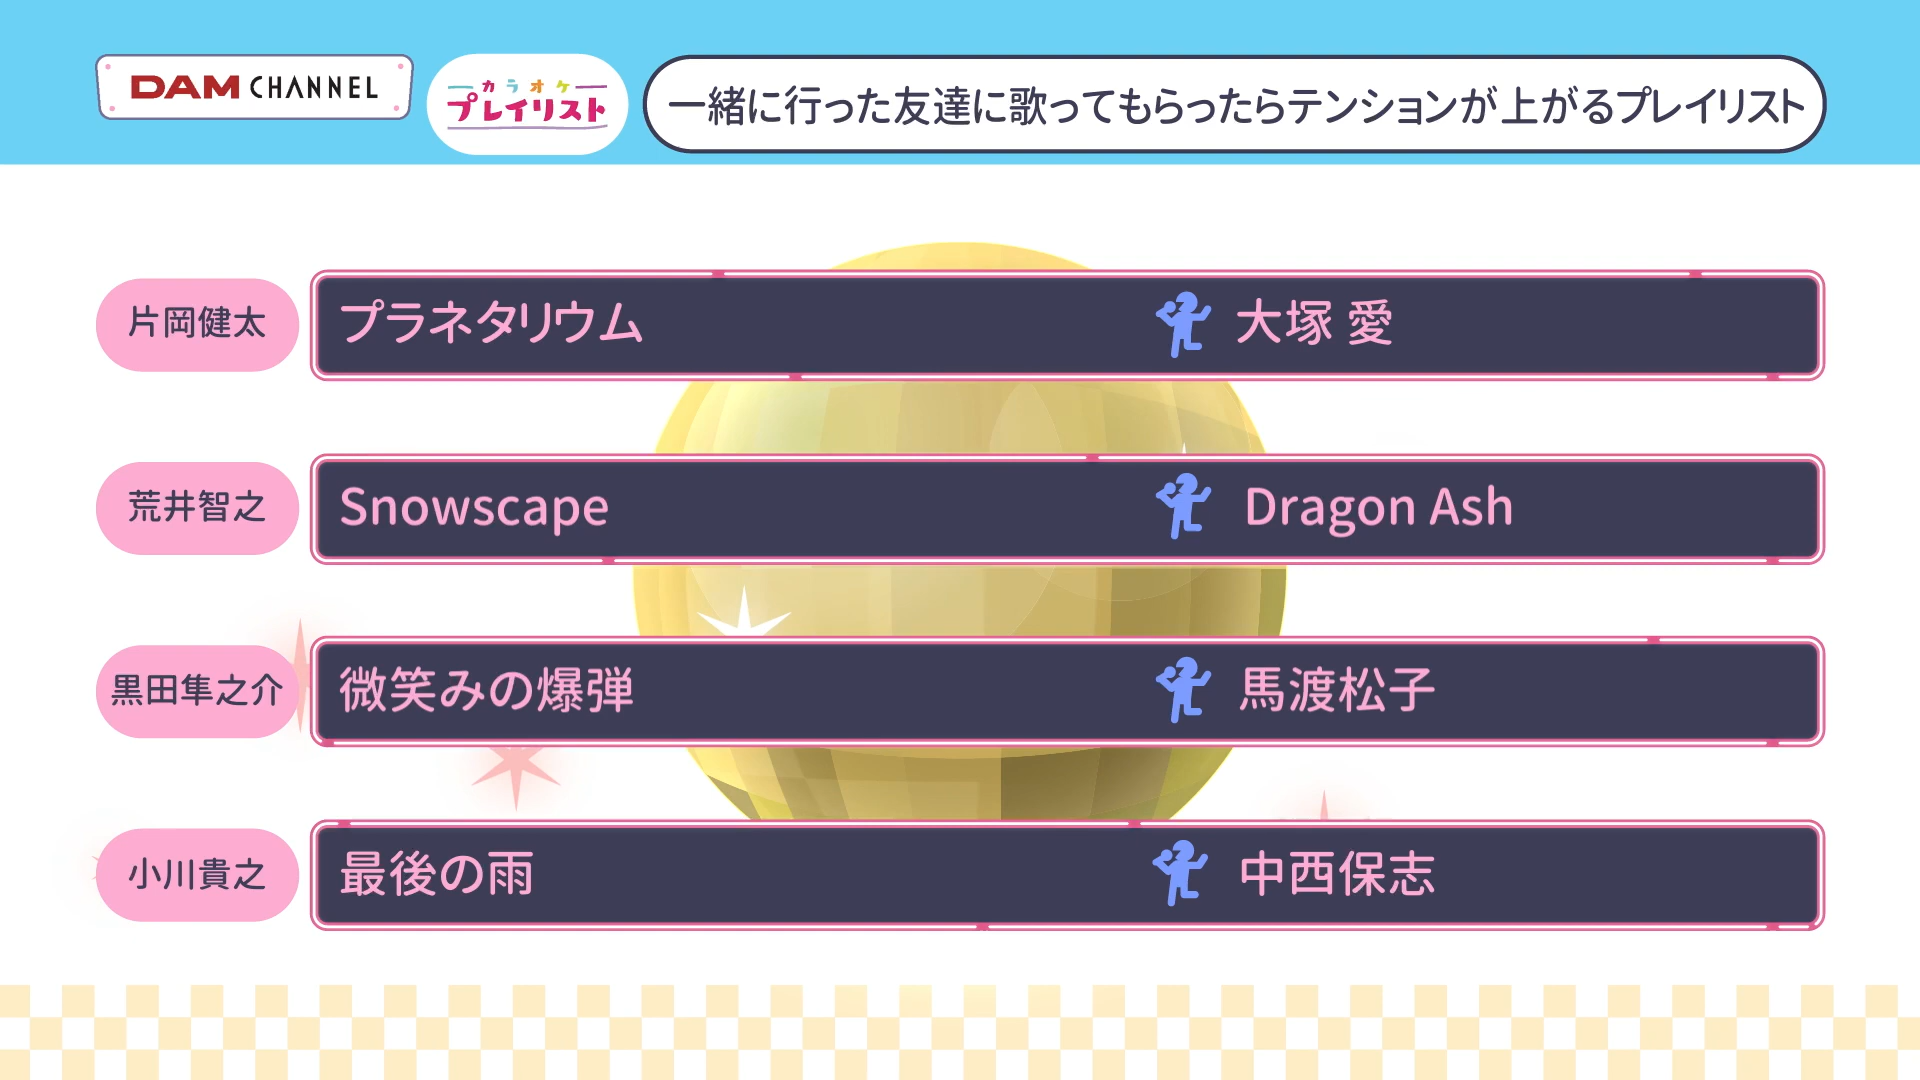 DAM CHANNEL
カラオケ
プレイリスト
一緒に行った友達に歌ってもらったらテンションが上がるプレイリスト
片岡健太
プラネタリウム
大塚 愛
荒井智之
Snowscape
Dragon Ash
黒田隼之介
微笑みの爆弾
馬渡松子
小川貴之
最後の雨
中西保志